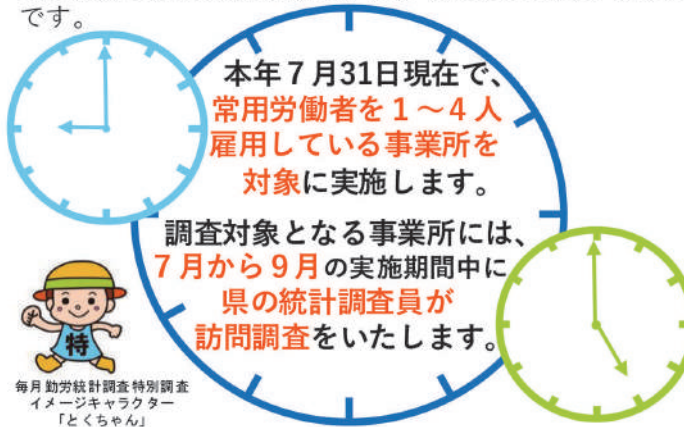 です。
本年７月31日現在で、
常用労働者を１～４人
雇用している事業所を
対象に実施します。
調査対象となる事業所には、
７月から９月の実施期間中に
県の統計調査員が
訪問調査をいたします。
特
毎月勤労統計調査特別調査
イメージキャラクター
「とくちゃん」